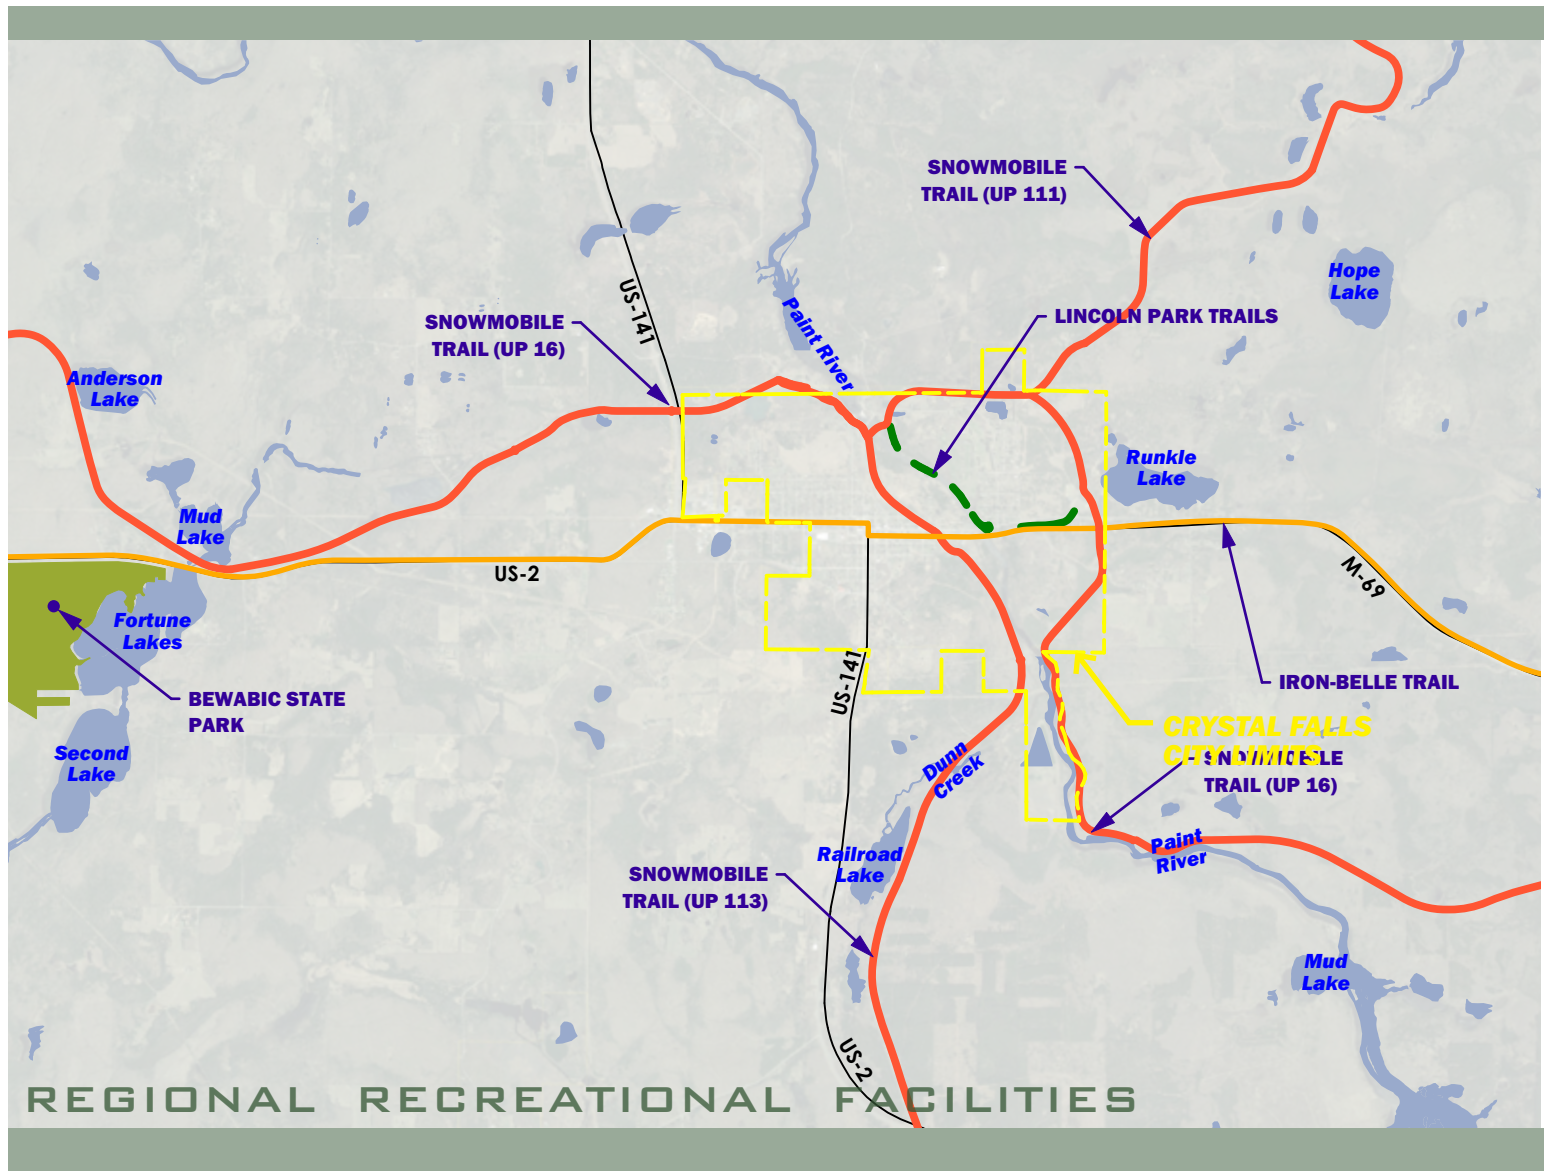 SNOWMOBILE
TRAIL (UP 111)
Hope
Lake
US-141
Paint River
SNOWMOBILE
TRAIL (UP 16)
LINCOLN PARK TRAILS
Anderson
Lake
Runkle
Lake
Mud
Lake
US-2
M-69
Fortune
Lakes
BEWABIC STATE
PARK
US-141
IRON-BELLE TRAIL
CRYSTAL FALLS
CITY LIMITS
Second
Lake
Dunn
Creek
SNOWMOBILE
TRAIL (UP 16)
Paint
River
Railroad
Lake
SNOWMOBILE
TRAIL (UP 113)
Mud
Lake
US-2
REGIONAL RECREATIONAL FACILITIES